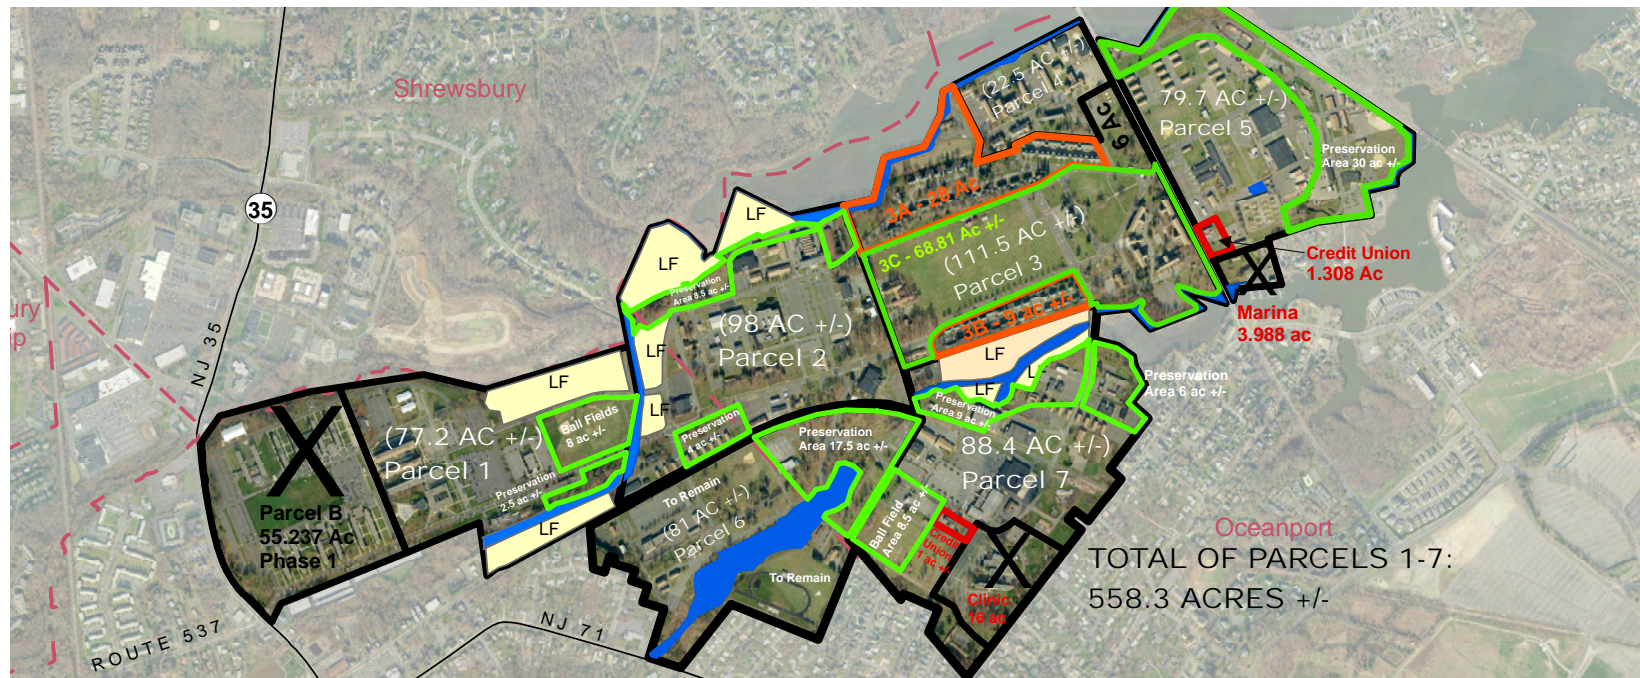 Shrewsbury
35
NJ 35
ury
ip
(22.5 AC +/-)
Parcel 4
6 AC
79.7 AC +/-)
Parcel 5
Preservation
Area 30 ac +/-
LF
LF
3A - 28 Ac
3C - 68.81 Ac +/-
(111.5 AC +/-)
Parcel 3
Credit Union
1.308 Ac
Marina
3.988 ac
Preservation
Area 8.5 ac +/-
(98 AC +/-)
Parcel 2
3B - 9 ac +/-
LF
LF
LF
LF
LF
LF
Preservation
Area 6 ac +/-
Preservation
Area 9 ac +/-
Ball Fields
8 ac +/-
Preservation
4 ac +/-
Preservation
Area 17.5 ac +/-
(77.2 AC +/-)
Parcel 1
88.4 AC +/-)
Parcel 7
Preservation
2.5 ac +/-
To Remain
(81 AC +/-)
Parcel 6
Ball Field
Area 8.5 ac +/-
Credit
Union
1 ac +/-
Parcel B
55.237 Ac
Phase 1
LF
To Remain
Clinic
16 ac
Oceanport
TOTAL OF PARCELS 1-7:
558.3 ACRES +/-
ROUTE 537
NJ 71